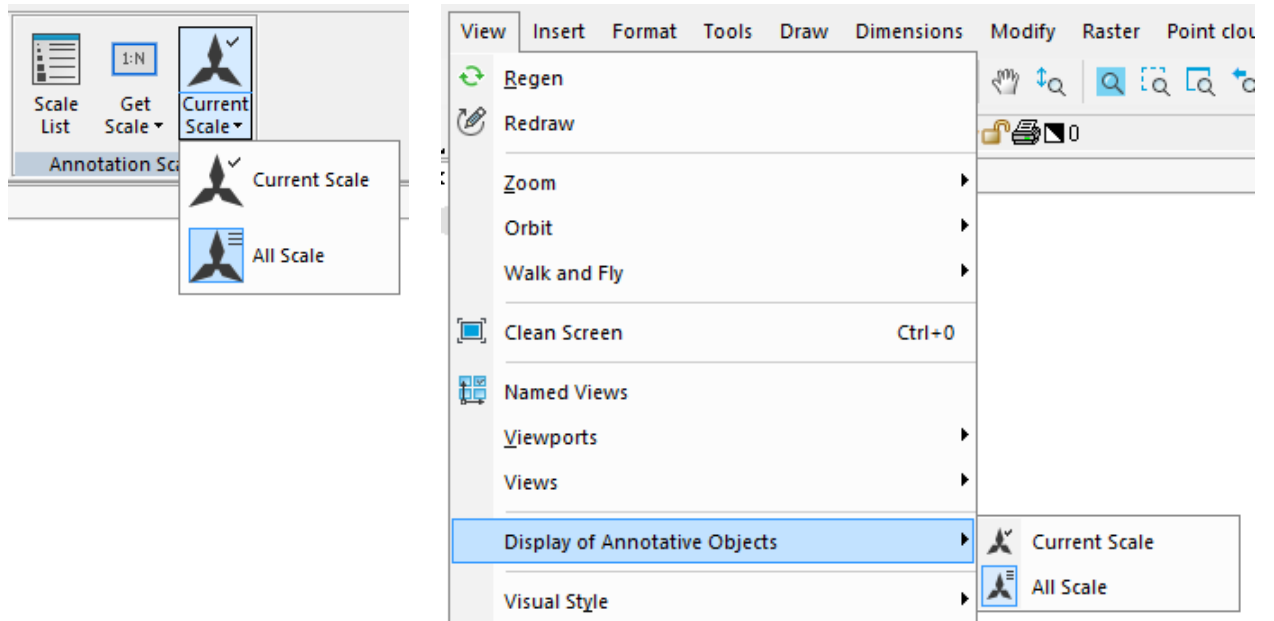 1:N
Scale List
Get Scale
Current Scale
Annotation
Current Scale
All Scale
View Insert Format Tools Draw Dimensions Modify Raster Point
0
Regen
Redraw
Zoom
Orbit
Walk and Fly
Clean Screen Ctrl+0
Named Views
Viewports
Views
Display of Annotative Objects
Current Scale
All Scale
Visual Style